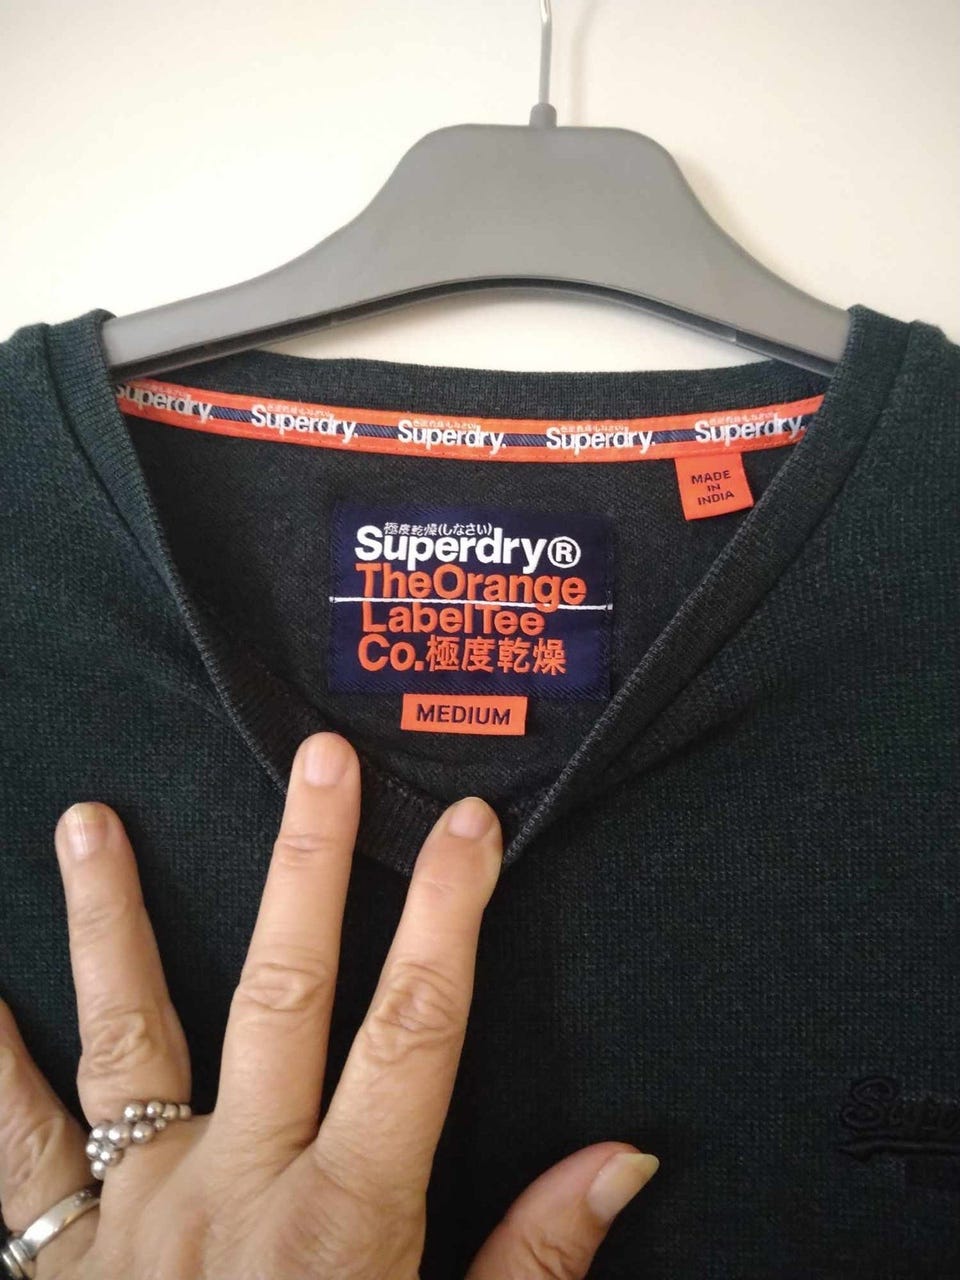 Superdry.
Superdry.
Superdry.
Superdry.
Superdry.
MADE
IN
INDIA
極度乾燥(しなさい)
Superdry®
TheOrange
LabelTee
Co.極度乾燥
MEDIUM